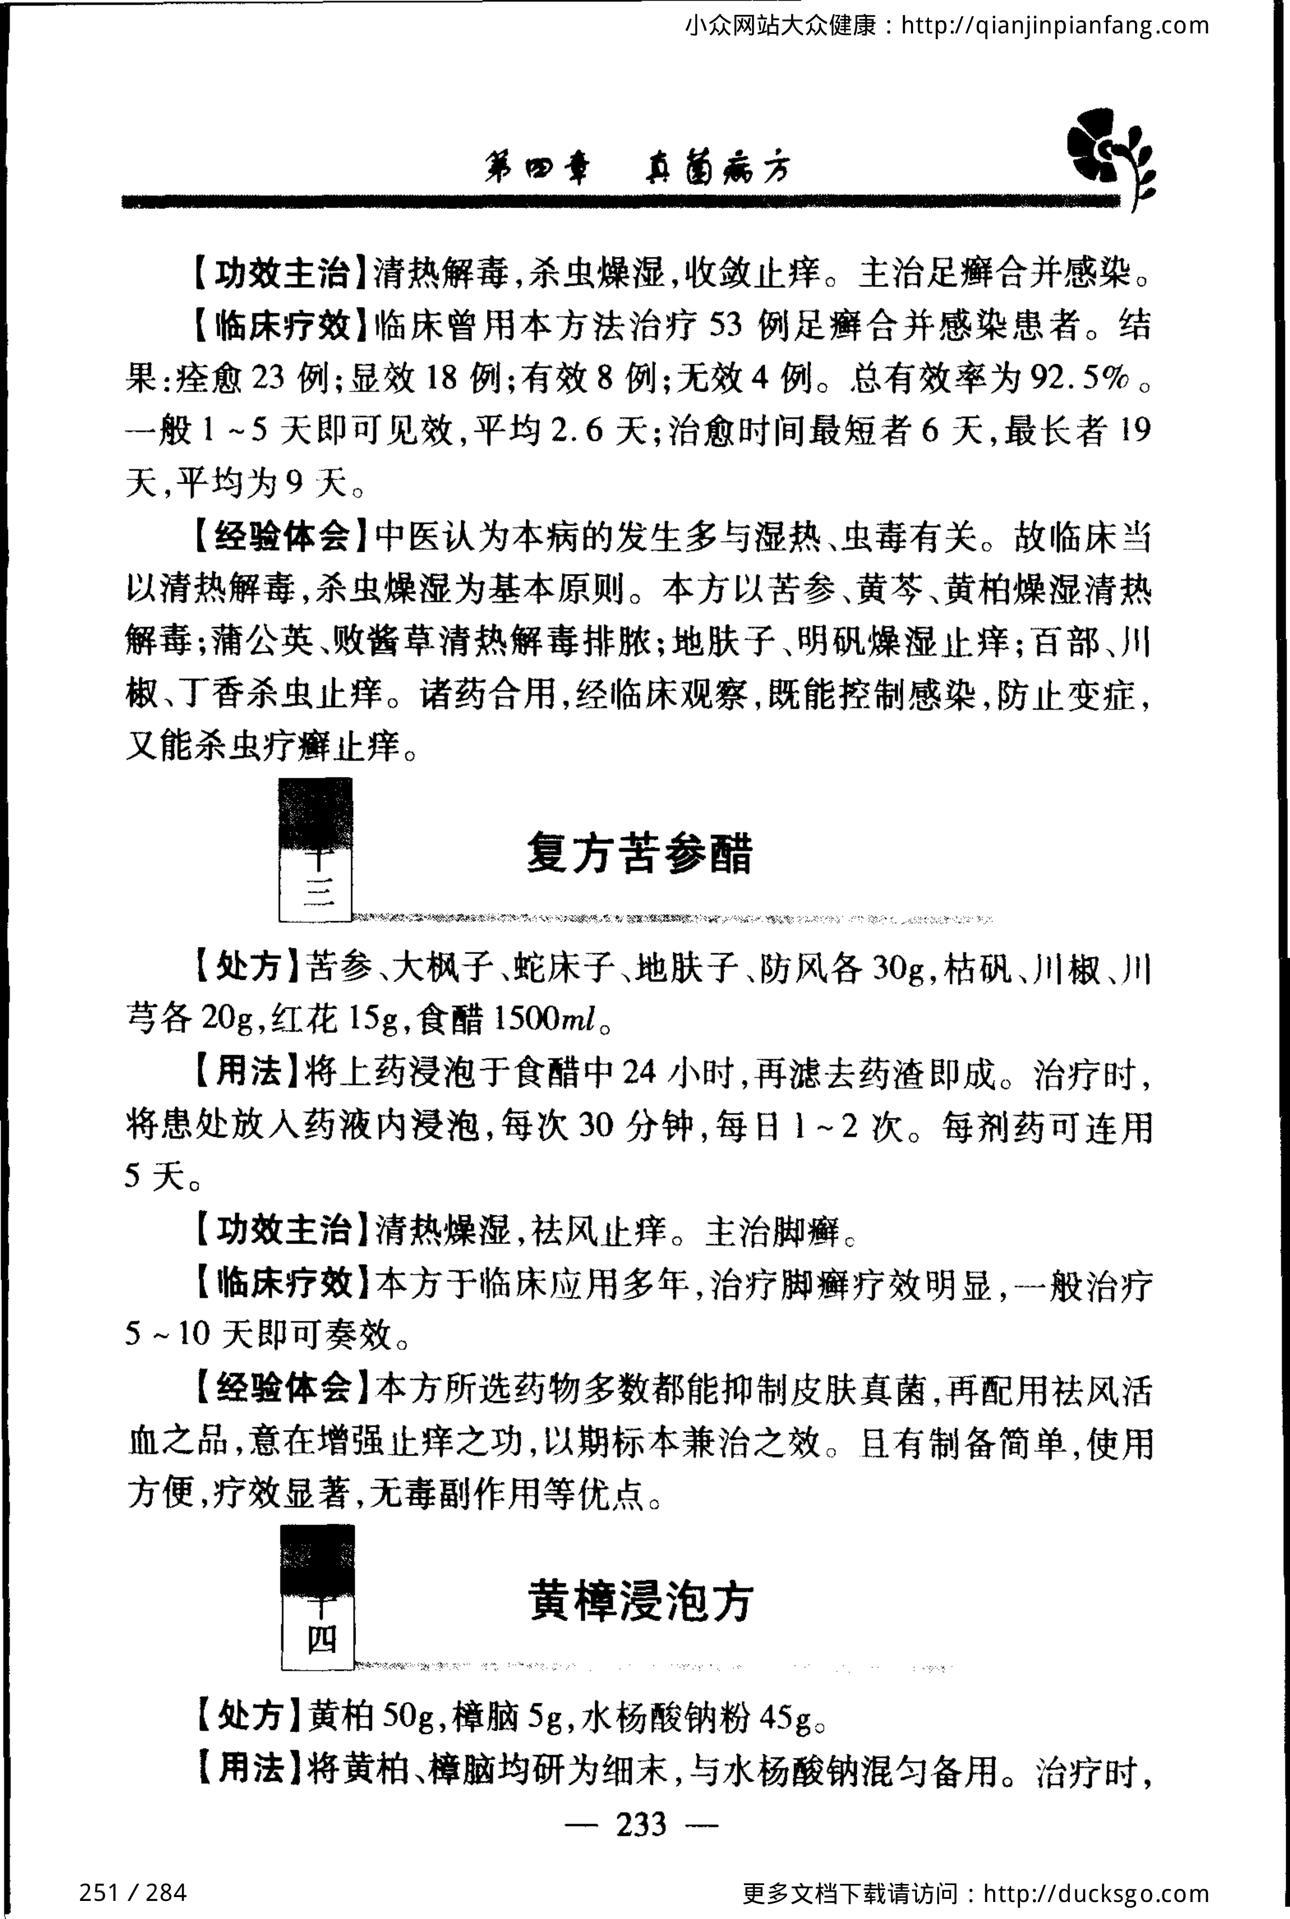 小众网站大众健康：http://qianjinpianfang.com
第四章 真菌病方
【功效主治】清热解毒,杀虫燥湿,收敛止痒。主治足癣合并感染。
【临床疗效】临床曾用本方法治疗 53 例足癣合并感染患者。结
果:痊愈 23 例;显效 18 例;有效 8 例;无效 4 例。总有效率为 92.5%。
一般 1 ~ 5 天即可见效,平均 2.6 天;治愈时间最短者 6 天,最长者 19
天,平均为 9 天。
【经验体会】中医认为本病的发生多与湿热、虫毒有关。故临床当
以清热解毒,杀虫燥湿为基本原则。本方以苦参、黄芩、黄柏燥湿清热
解毒;蒲公英、败酱草清热解毒排脓;地肤子、明矾燥湿止痒;百部、川
椒、丁香杀虫止痒。诸药合用,经临床观察,既能控制感染,防止变症,
又能杀虫疗癣止痒。
十三
复方苦参醋
【处方】苦参、大枫子、蛇床子、地肤子、防风各 30g,枯矾、川椒、川
芎各 20g,红花 15g,食醋 1500ml。
【用法】将上药浸泡于食醋中 24 小时,再滤去药渣即成。治疗时,
将患处放入药液内浸泡,每次 30 分钟,每日 1 ~ 2 次。每剂药可连用
5 天。
【功效主治】清热燥湿,祛风止痒。主治脚癣。
【临床疗效】本方于临床应用多年,治疗脚癣疗效明显,一般治疗
5 ~ 10 天即可奏效。
【经验体会】本方所选药物多数都能抑制皮肤真菌,再配用祛风活
血之品,意在增强止痒之功,以期标本兼治之效。且有制备简单,使用
方便,疗效显著,无毒副作用等优点。
十四
黄樟浸泡方
【处方】黄柏 50g,樟脑 5g,水杨酸钠粉 45g。
【用法】将黄柏、樟脑均研为细末,与水杨酸钠混匀备用。治疗时,
— 233 —
251 / 284
更多文档下载请访问：http://ducksgo.com